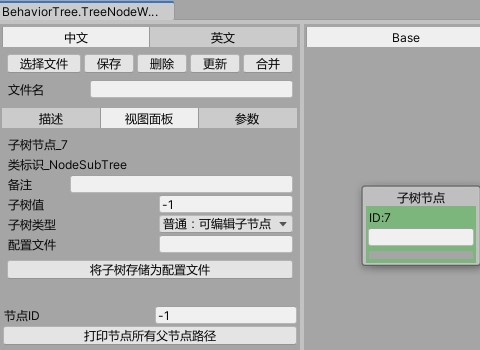 BehaviorTree.TreeNodeW...
中文 英文
选择文件 保存 删除 更新 合并
文件名
描述 视图面板 参数
子树节点_7
类标识_NodeSubTree
备注
子树值 -1
子树类型 普通：可编辑子节点
配置文件
将子树存储为配置文件
节点ID -1
打印节点所有父节点路径
Base
子树节点
ID:7